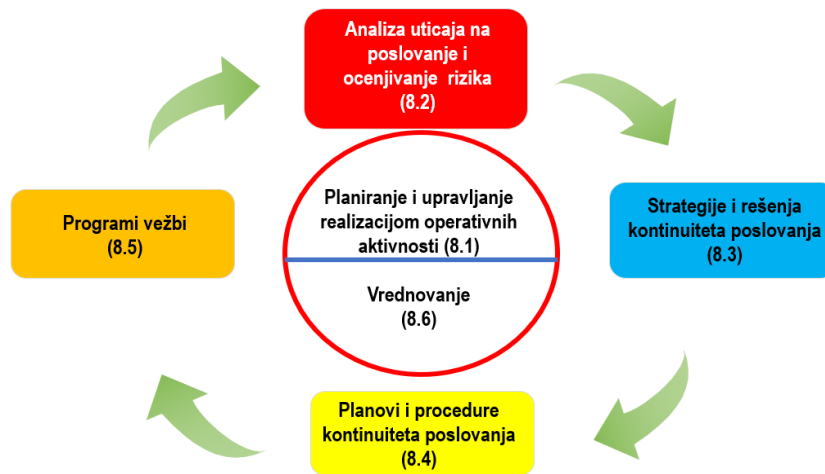 Analiza uticaja na
poslovanje i
ocenjivanje rizika
(8.2)
Programi vežbi
(8.5)
Planiranje i upravljanje
realizacijom operativnih
aktivnosti (8.1)
Vrednovanje
(8.6)
Strategije i rešenja
kontinuiteta poslovanja
(8.3)
Planovi i procedure
kontinuiteta poslovanja
(8.4)